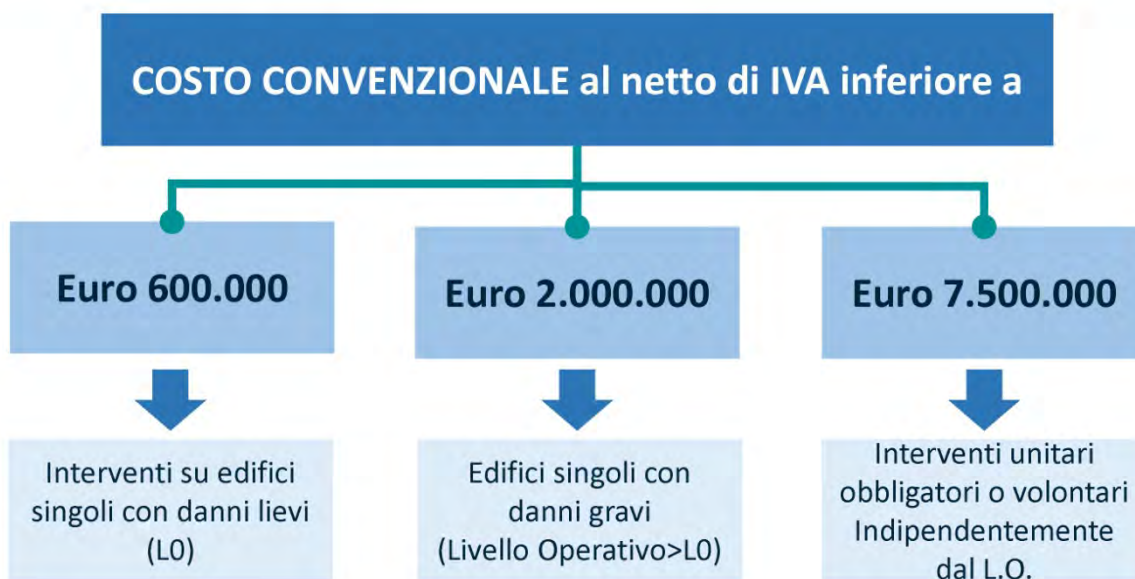 COSTO CONVENZIONALE al netto di IVA inferiore a
Euro 600.000
Euro 2.000.000
Euro 7.500.000
Interventi su edifici
singoli con danni lievi
(L0)
Edifici singoli con
danni gravi
(Livello Operativo>L0)
Interventi unitari
obbligatori o volontari
Indipendentemente
dal L.O.